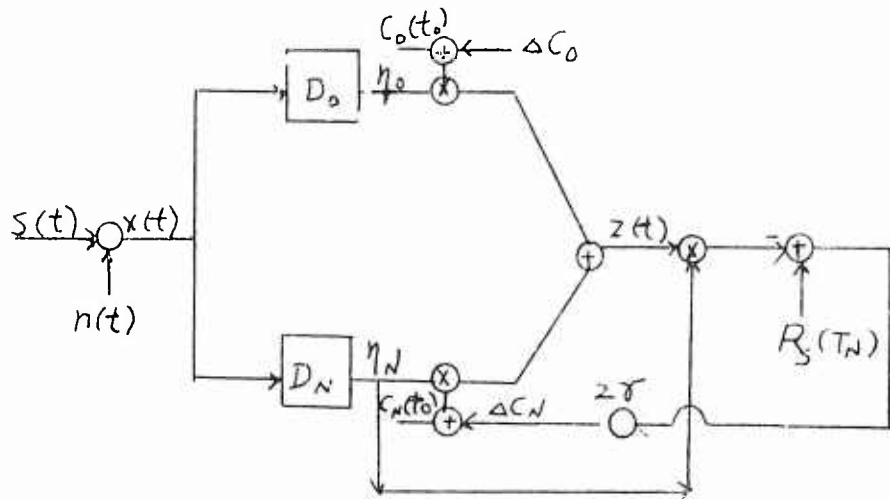 C₀(t₀)
ΔC₀
D₀
η₀
S(t)
x(t)
n(t)
z(t)
R_S(T_N)
D_N
η_N
C_N(t₀)
ΔC_N
2γ